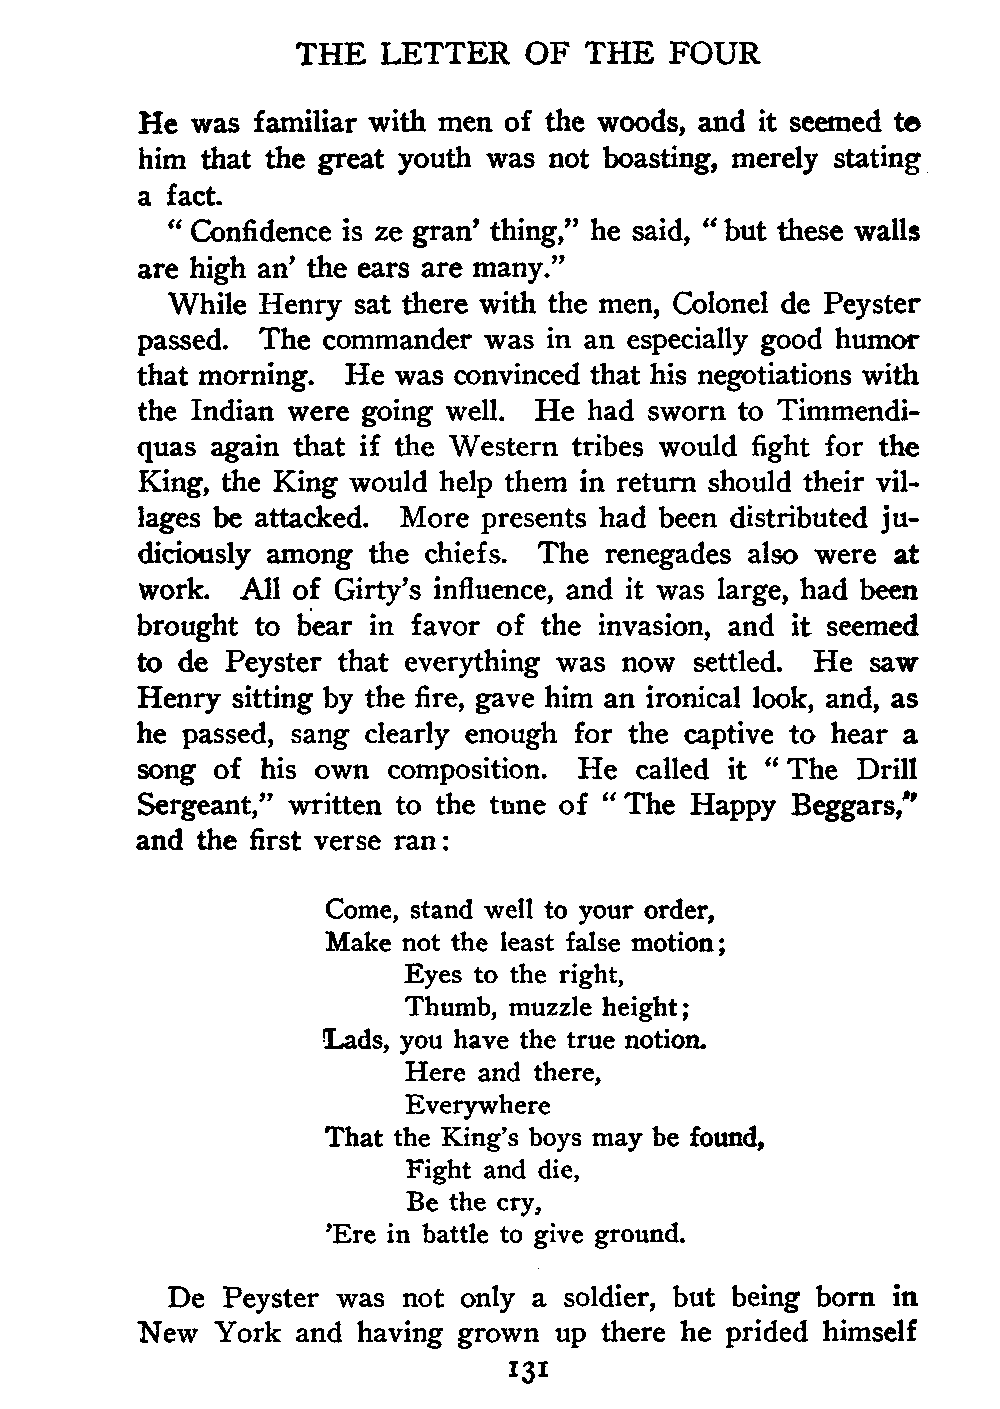 THE LETTER OF THE FOUR
He was familiar with men of the woods, and it seemed to
him that the great youth was not boasting, merely stating
a fact.
“ Confidence is ze gran’ thing,” he said, “ but these walls
are high an’ the ears are many.”
While Henry sat there with the men, Colonel de Peyster
passed. The commander was in an especially good humor
that morning. He was convinced that his negotiations with
the Indian were going well. He had sworn to Timmendi-
quas again that if the Western tribes would fight for the
King, the King would help them in return should their vil-
lages be attacked. More presents had been distributed ju-
diciously among the chiefs. The renegades also were at
work. All of Girty’s influence, and it was large, had been
brought to bear in favor of the invasion, and it seemed
to de Peyster that everything was now settled. He saw
Henry sitting by the fire, gave him an ironical look, and, as
he passed, sang clearly enough for the captive to hear a
song of his own composition. He called it “ The Drill
Sergeant,” written to the tune of “ The Happy Beggars,”
and the first verse ran:
Come, stand well to your order,
Make not the least false motion;
Eyes to the right,
Thumb, muzzle height;
Lads, you have the true notion.
Here and there,
Everywhere
That the King’s boys may be found,
Fight and die,
Be the cry,
’Ere in battle to give ground.
De Peyster was not only a soldier, but being born in
New York and having grown up there he prided himself
131